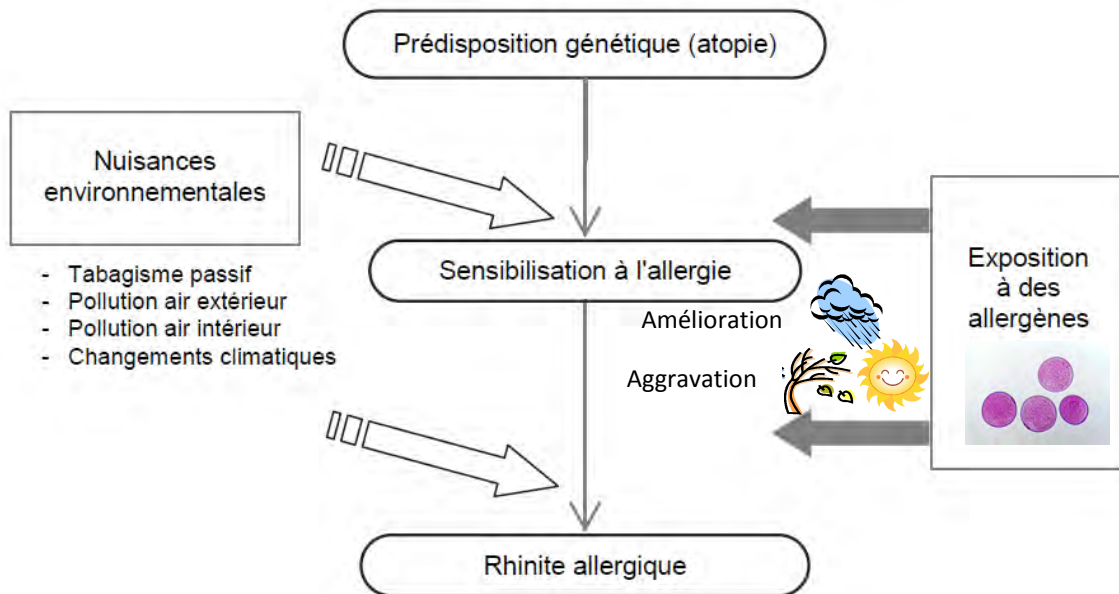 Prédisposition génétique (atopie)
Nuisances
environnementales
- Tabagisme passif
- Pollution air extérieur
- Pollution air intérieur
- Changements climatiques
Sensibilisation à l'allergie
Amélioration
Aggravation
Exposition
à des
allergènes
Rhinite allergique